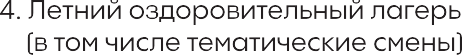 4. Летний оздоровительный лагерь
(в том числе тематические смены)